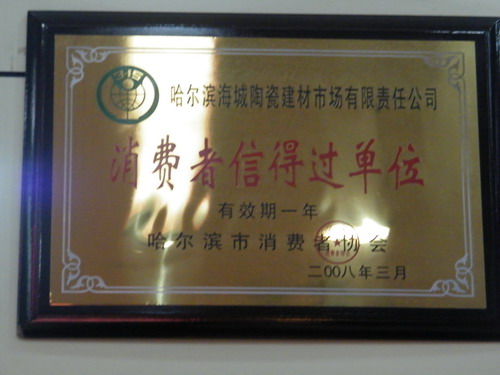 哈尔滨海城陶瓷建材市场有限责任公司
消费者信得过单位
有效期一年
哈尔滨市消费者协会
二00八年三月